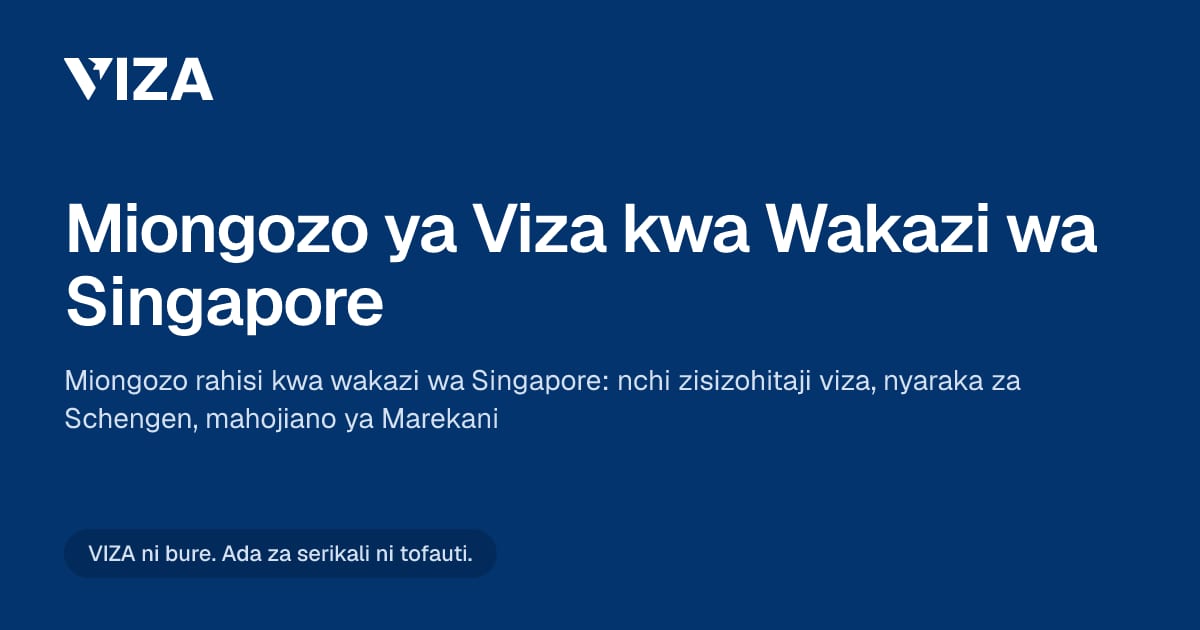 VIZA
Miongozo ya Viza kwa Wakazi wa
Singapore
Miongozo rahisi kwa wakazi wa Singapore: nchi zisizohitaji viza, nyaraka za
Schengen, mahojiano ya Marekani
VIZA ni bure. Ada za serikali ni tofauti.